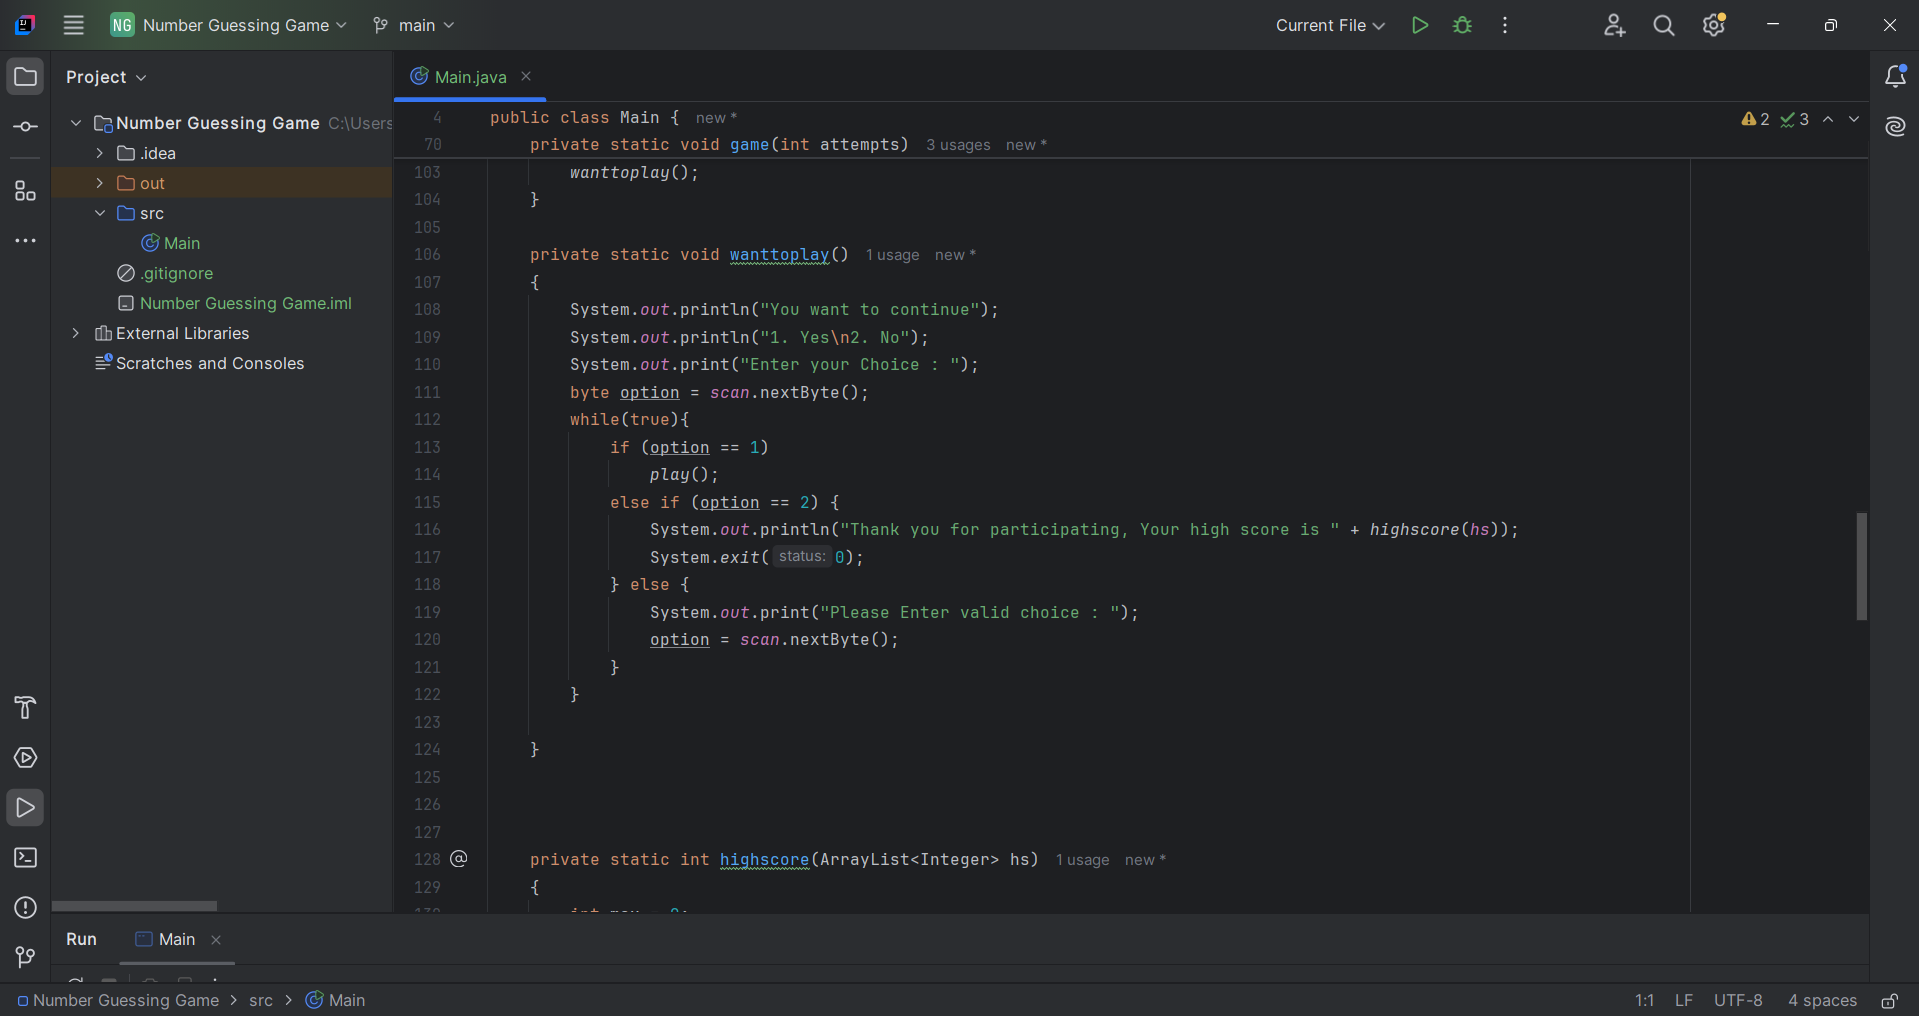 NG Number Guessing Game main Current File
Project
Main.java
Number Guessing Game C:\Users
.idea
out
src
Main
.gitignore
Number Guessing Game.iml
External Libraries
Scratches and Consoles
2 3
4 public class Main { new *
70 private static void game(int attempts) 3 usages new *
103 wanttoplay();
104 }
105
106 private static void wanttoplay() 1 usage new *
107 {
108 System.out.println("You want to continue");
109 System.out.println("1. Yes\n2. No");
110 System.out.print("Enter your Choice : ");
111 byte option = scan.nextByte();
112 while(true){
113 if (option == 1)
114 play();
115 else if (option == 2) {
116 System.out.println("Thank you for participating, Your high score is " + highscore(hs));
117 System.exit( status: 0);
118 } else {
119 System.out.print("Please Enter valid choice : ");
120 option = scan.nextByte();
121 }
122 }
123
124 }
125
126
127
128 @ private static int highscore(ArrayList<Integer> hs) 1 usage new *
129 {
Run Main
Number Guessing Game > src > Main 1:1 LF UTF-8 4 spaces